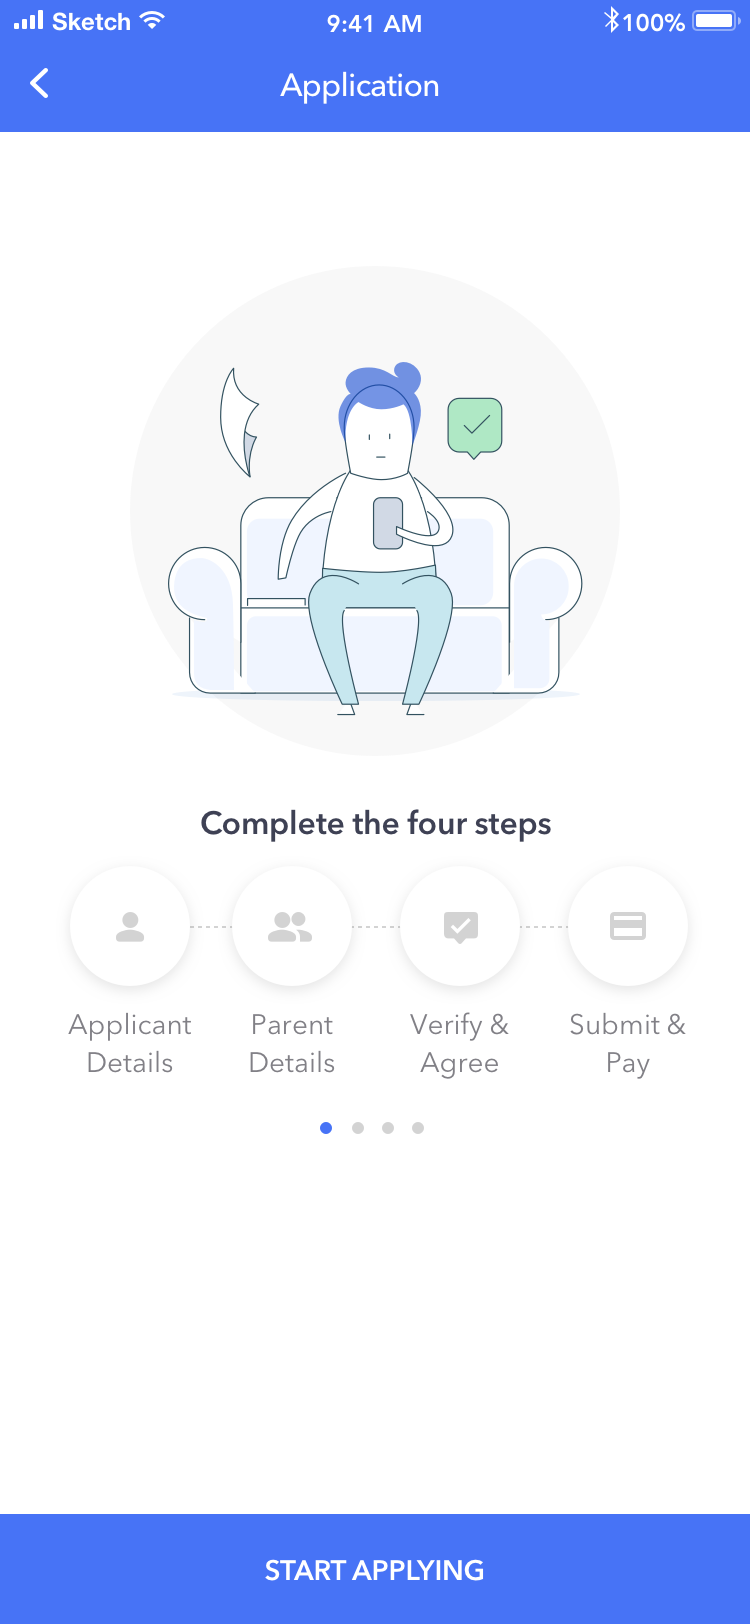 Sketch 9:41 AM 100%
Application
Complete the four steps
Applicant Details
Parent Details
Verify & Agree
Submit & Pay
START APPLYING